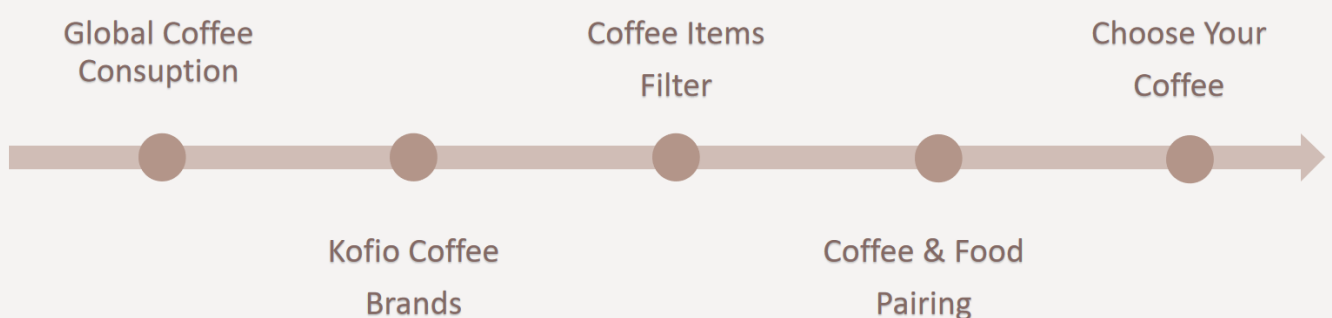 Global Coffee
Consuption
Kofio Coffee
Brands
Coffee Items
Filter
Coffee & Food
Pairing
Choose Your
Coffee